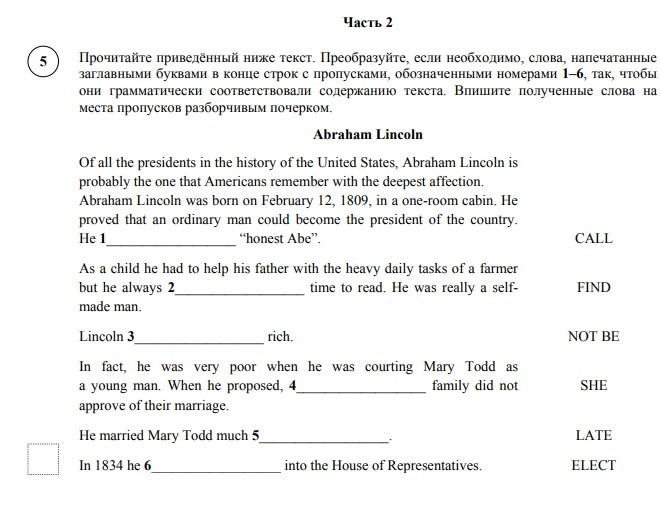 Часть 2
5
Прочитайте приведённый ниже текст. Преобразуйте, если необходимо, слова, напечатанные
заглавными буквами в конце строк с пропусками, обозначенными номерами 1–6, так, чтобы
они грамматически соответствовали содержанию текста. Впишите полученные слова на
места пропусков разборчивым почерком.
Abraham Lincoln
Of all the presidents in the history of the United States, Abraham Lincoln is
probably the one that Americans remember with the deepest affection.
Abraham Lincoln was born on February 12, 1809, in a one-room cabin. He
proved that an ordinary man could become the president of the country.
He 1__________________ “honest Abe”. CALL
As a child he had to help his father with the heavy daily tasks of a farmer
but he always 2__________________ time to read. He was really a self- FIND
made man.
Lincoln 3__________________ rich. NOT BE
In fact, he was very poor when he was courting Mary Todd as
a young man. When he proposed, 4__________________ family did not SHE
approve of their marriage.
He married Mary Todd much 5__________________. LATE
In 1834 he 6__________________ into the House of Representatives. ELECT